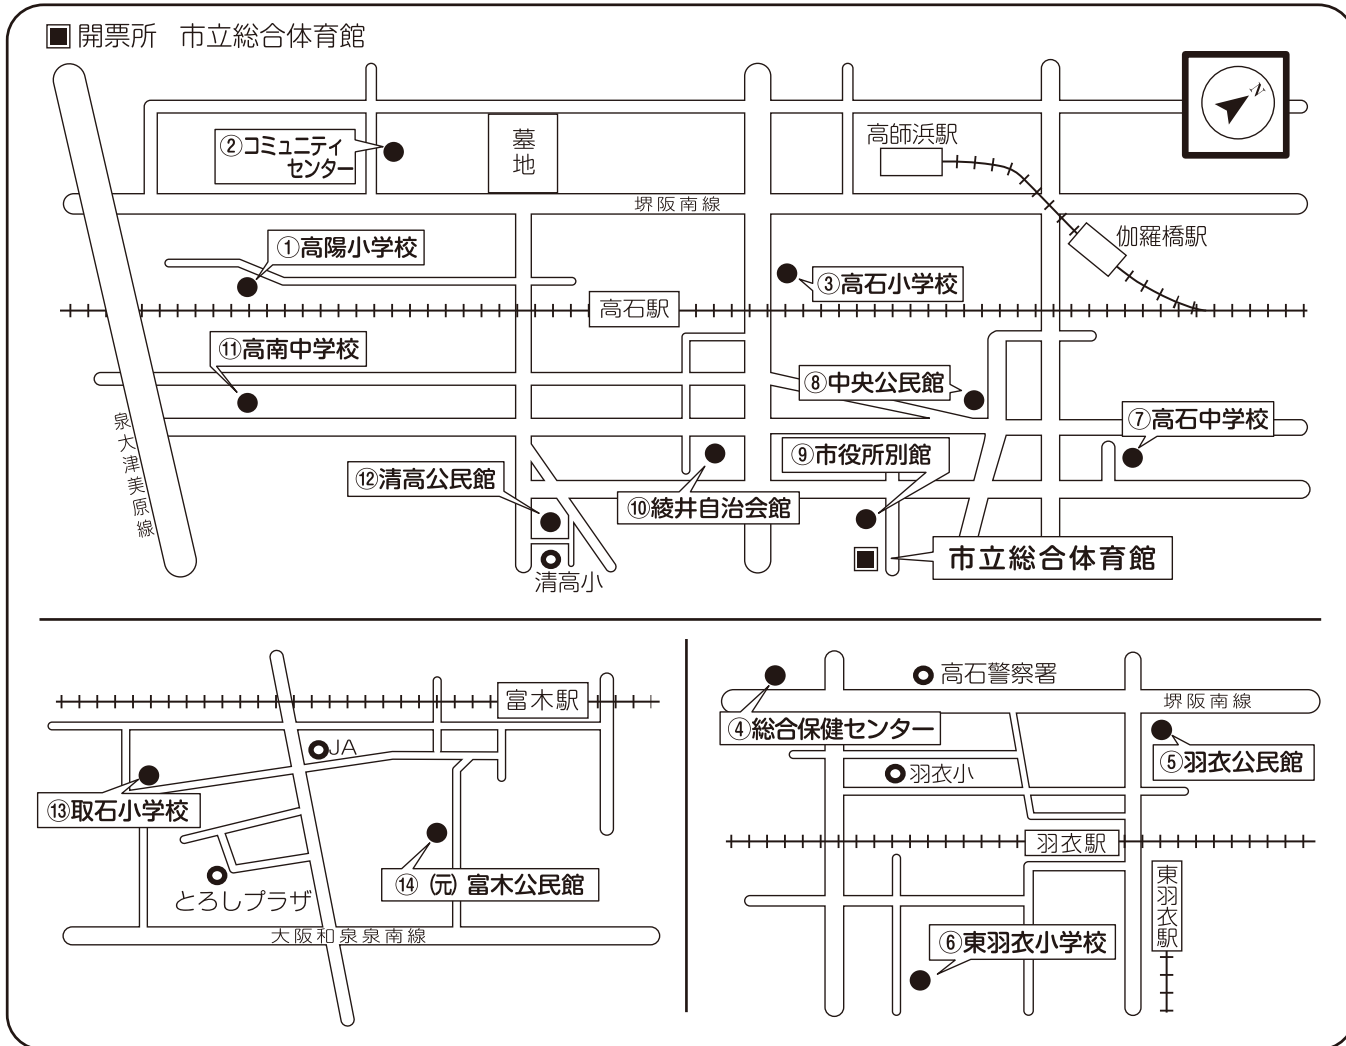 開票所 市立総合体育館
N
②コミュニティ
センター
墓地
高師浜駅
堺阪南線
伽羅橋駅
①高陽小学校
③高石小学校
高石駅
⑪高南中学校
⑧中央公民館
⑦高石中学校
泉大津美原線
⑫清高公民館
⑨市役所別館
⑩綾井自治会館
市立総合体育館
清高小
富木駅
JA
⑬取石小学校
⑭（元）富木公民館
とろしプラザ
大阪和泉泉南線
高石警察署
堺阪南線
④総合保健センター
⑤羽衣公民館
羽衣小
羽衣駅
東羽衣駅
⑥東羽衣小学校